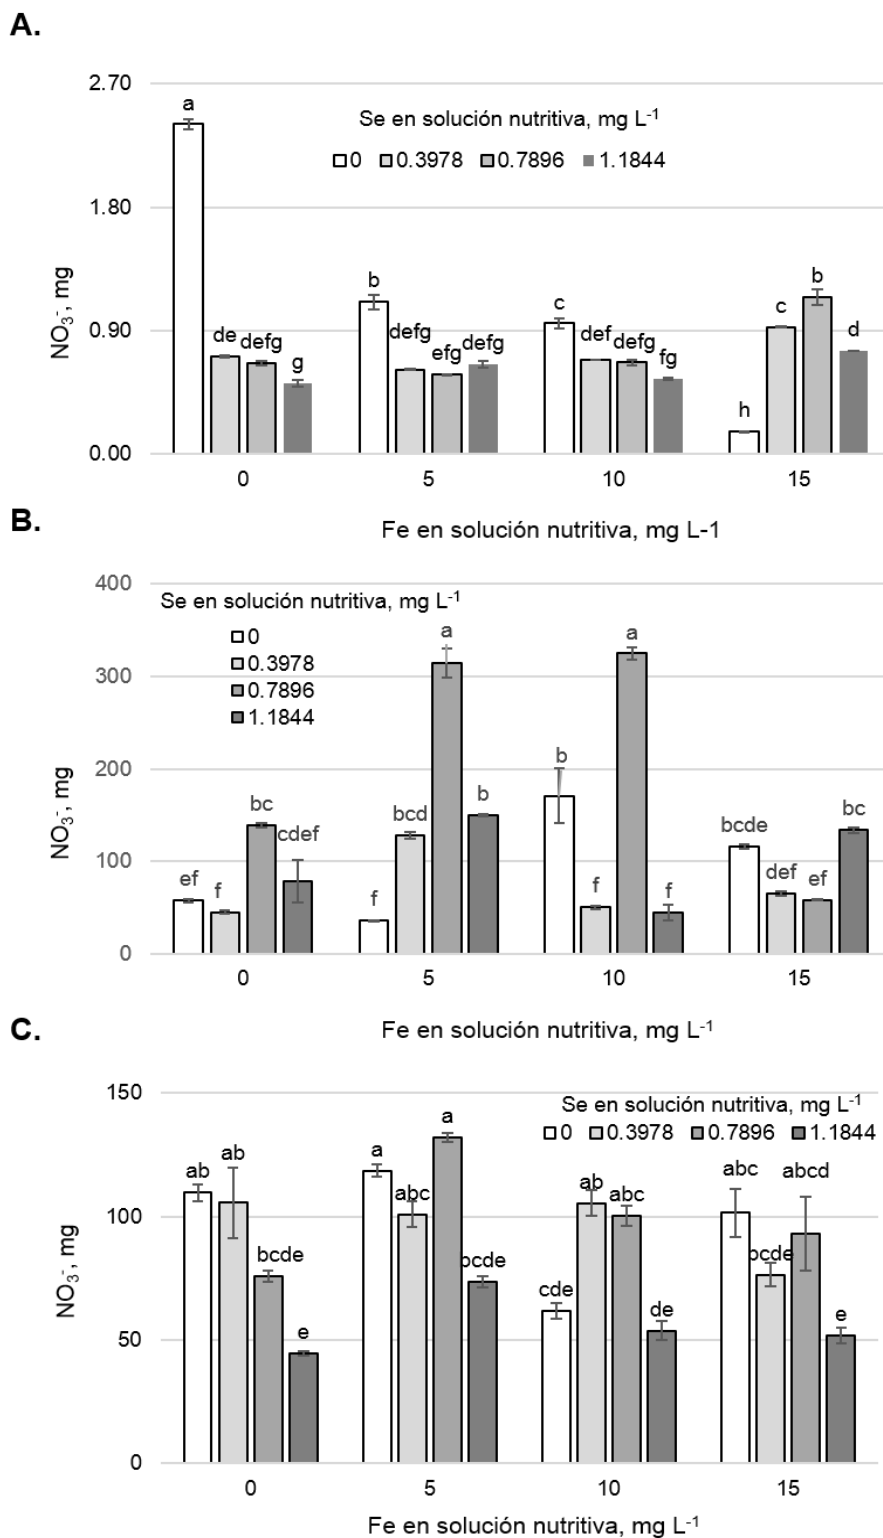 A.
2.70
a
Se en solución nutritiva, mg L⁻¹
0 0.3978 0.7896 1.1844
1.80
b b
c c
0.90
de defg defg efg defg def defg d
g fg
h
0.00
0 5 10 15
NO₃⁻, mg
Fe en solución nutritiva, mg L-1
B.
400
Se en solución nutritiva, mg L⁻¹
0
0.3978
0.7896
1.1844
a a
300
200
b
bc bcd b bcde bc
cdef
100
ef f f f f def ef
0
0 5 10 15
NO₃⁻, mg
Fe en solución nutritiva, mg L⁻¹
C.
150
Se en solución nutritiva, mg L⁻¹
0 0.3978 0.7896 1.1844
ab ab a a abc abcd
abc ab abc
100
bcde bcde bcde
cde de
50
e e
0
0 5 10 15
NO₃⁻, mg
Fe en solución nutritiva, mg L⁻¹